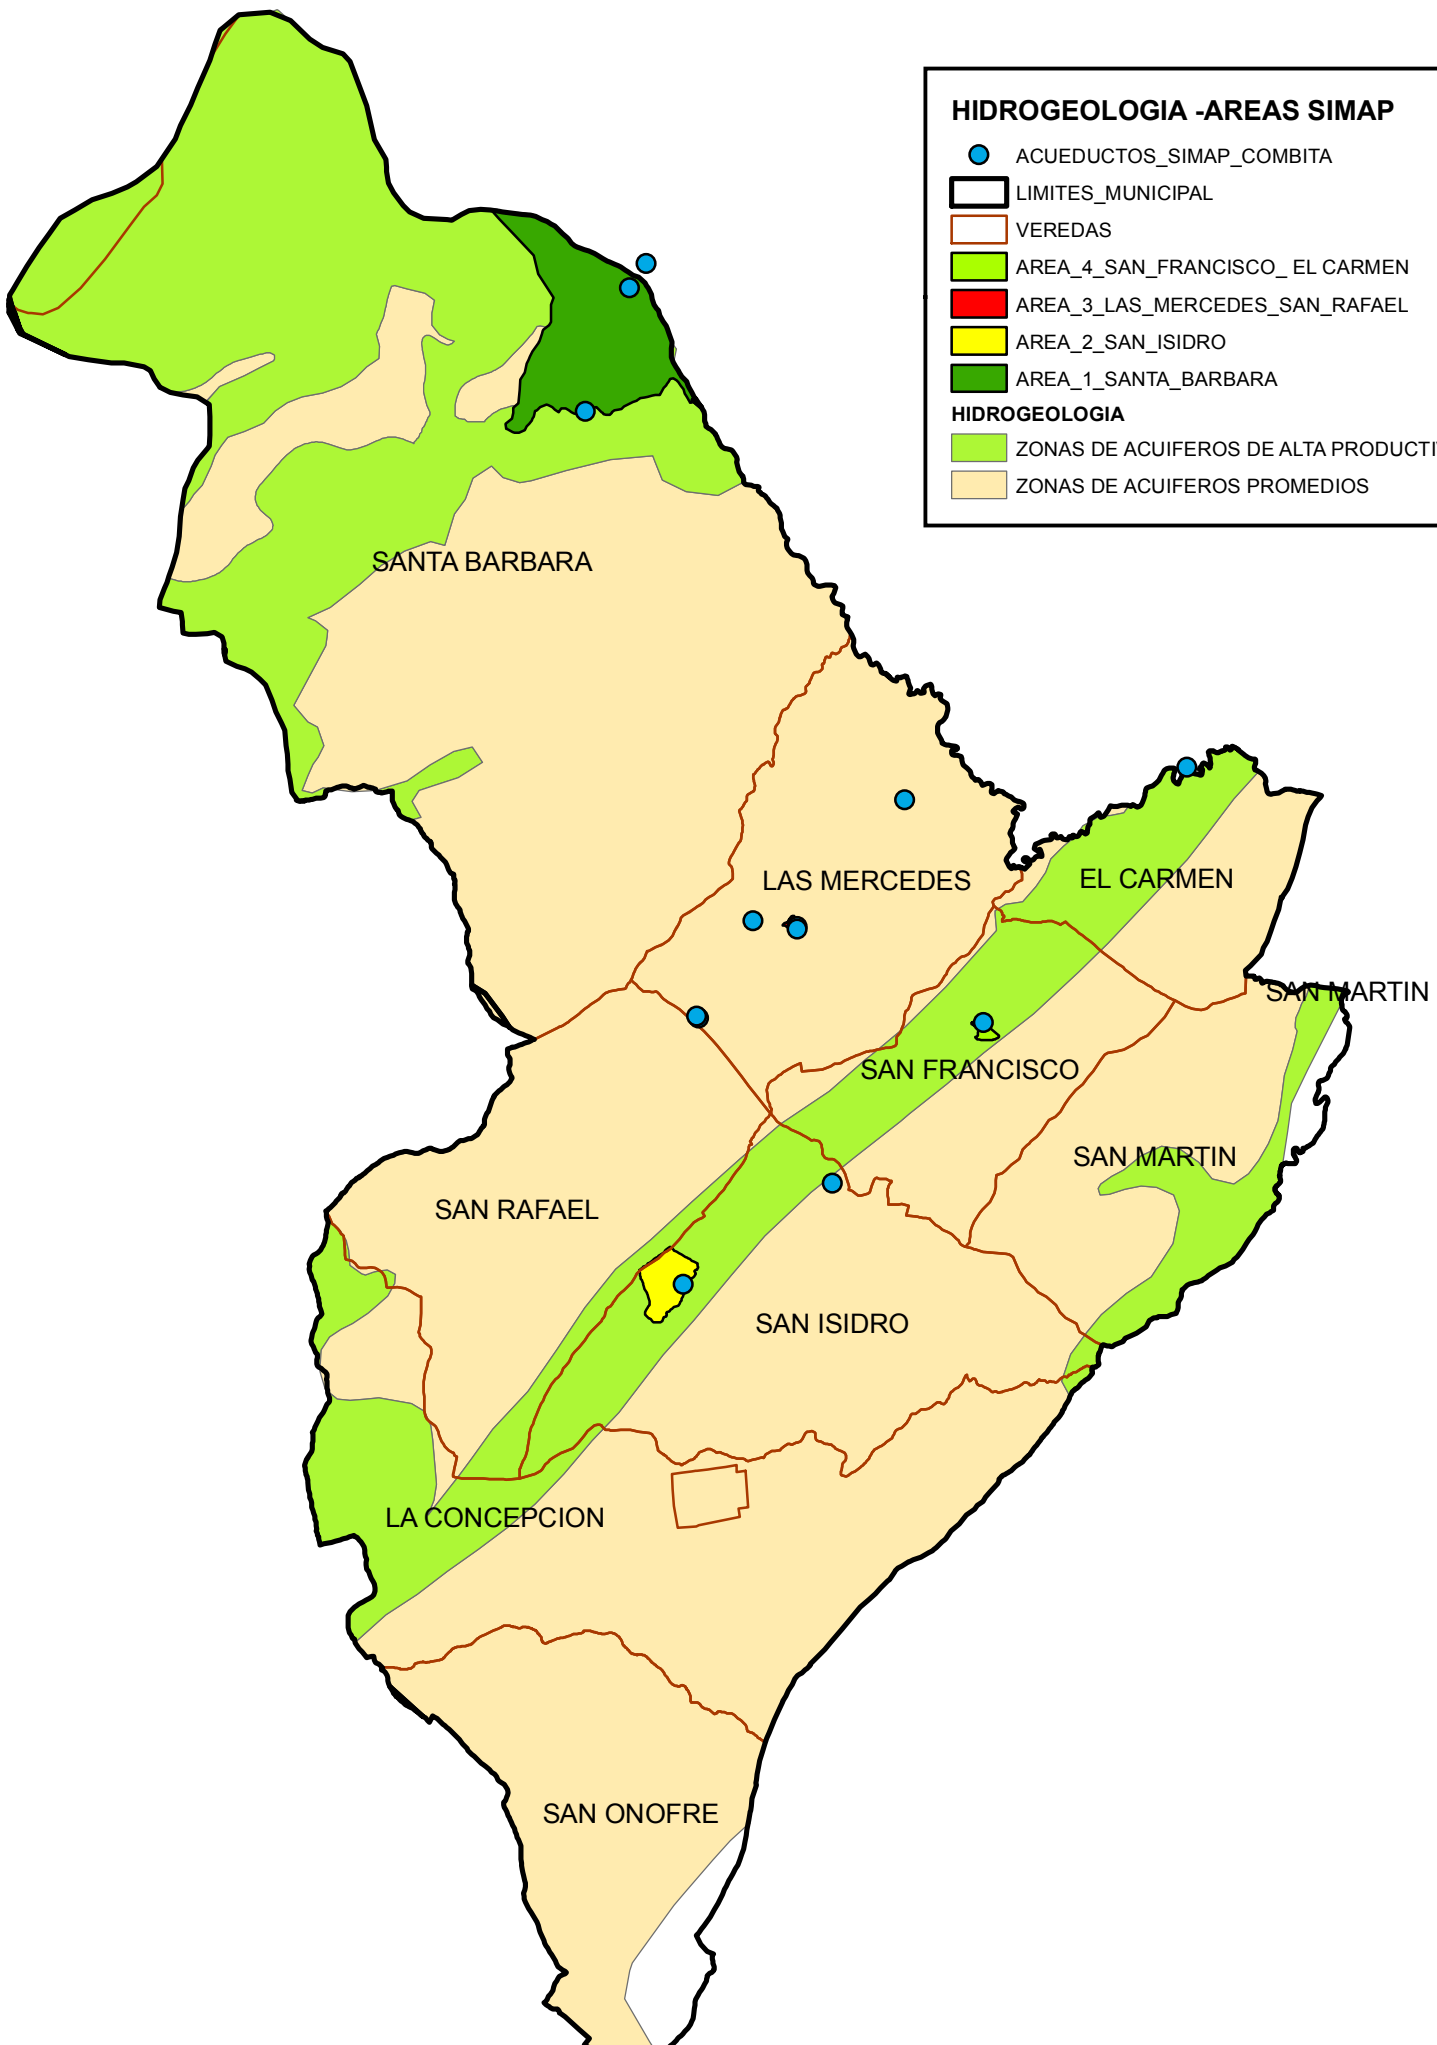 HIDROGEOLOGIA -AREAS SIMAP
ACUEDUCTOS_SIMAP_COMBITA
LIMITES_MUNICIPAL
VEREDAS
AREA_4_SAN_FRANCISCO_ EL CARMEN
AREA_3_LAS_MERCEDES_SAN_RAFAEL
AREA_2_SAN_ISIDRO
AREA_1_SANTA_BARBARA
HIDROGEOLOGIA
ZONAS DE ACUIFEROS DE ALTA PRODUCTI
ZONAS DE ACUIFEROS PROMEDIOS
SANTA BARBARA
LAS MERCEDES
EL CARMEN
SAN MARTIN
SAN FRANCISCO
SAN MARTIN
SAN RAFAEL
SAN ISIDRO
LA CONCEPCION
SAN ONOFRE